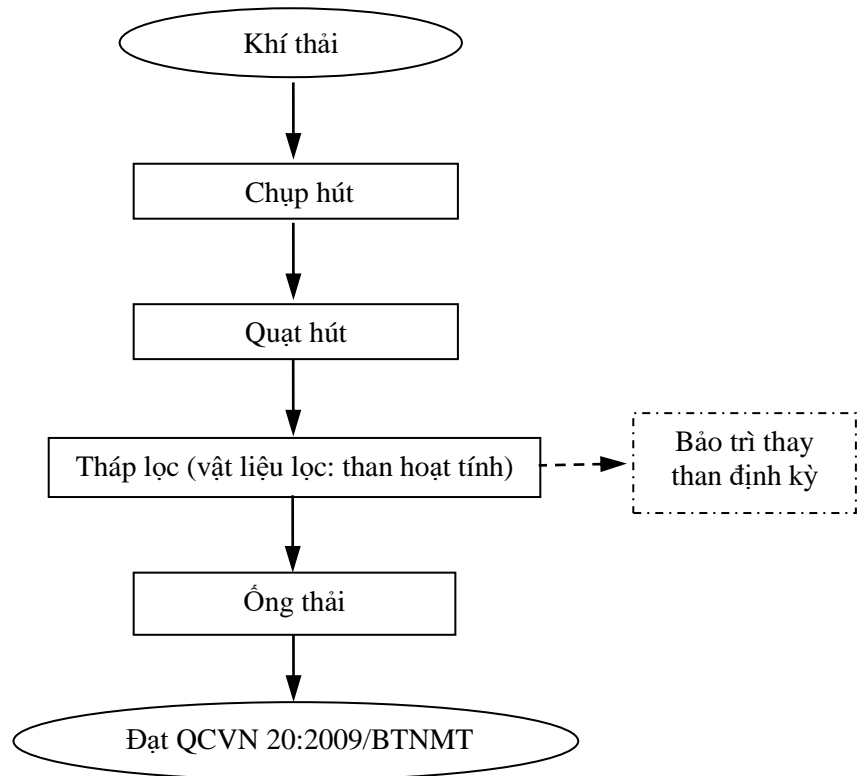 Khí thải
Chụp hút
Quạt hút
Tháp lọc (vật liệu lọc: than hoạt tính)
Bảo trì thay
than định kỳ
Ống thải
Đạt QCVN 20:2009/BTNMT